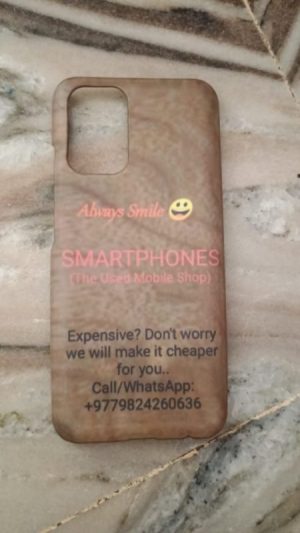 Always Smile 😀
SMARTPHONES
(The Used Mobile Shop)
Expensive? Don't worry
we will make it cheaper
for you..
Call/WhatsApp:
+9779824260636